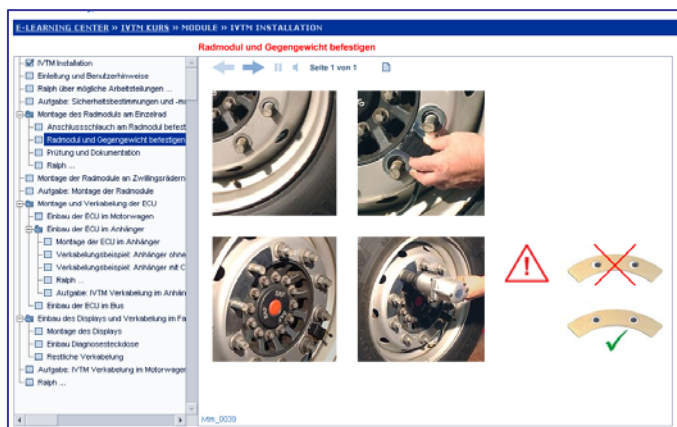 E-LEARNING CENTER » IVTM KURS » MODULE » IVTM INSTALLATION
Radmodul und Gegengewicht befestigen
Seite 1 von 1
IVTM Installation
Einleitung und Benutzerhinweise
Ralph über mögliche Arbeitsteilungen ...
Aufgabe: Sicherheitsbestimmungen und -m
Montage des Radmoduls am Einzelrad
Anschlussschlauch am Radmodul befest
Radmodul und Gegengewicht befestigen
Prüfung und Dokumentation
Ralph ...
Montage der Radmodule an Zwillingsrädern
Aufgabe: Montage der Radmodule
Montage und Verkabelung der ECU
Einbau der ECU im Motorwagen
Einbau der ECU im Anhänger
Montage der ECU im Anhänger
Verkabelungsbeispiel: Anhänger ohne
Verkabelungsbeispiel: Anhänger mit C
Ralph ...
Aufgabe: IVTM Verkabelung im Anhän
Einbau der ECU im Bus
Einbau des Displays und Verkabelung im Fa
Montage des Displays
Einbau Diagnosesteckdose
Restliche Verkabelung
Aufgabe: IVTM Verkabelung im Motorwager
Ralph ...
ivtm_0039